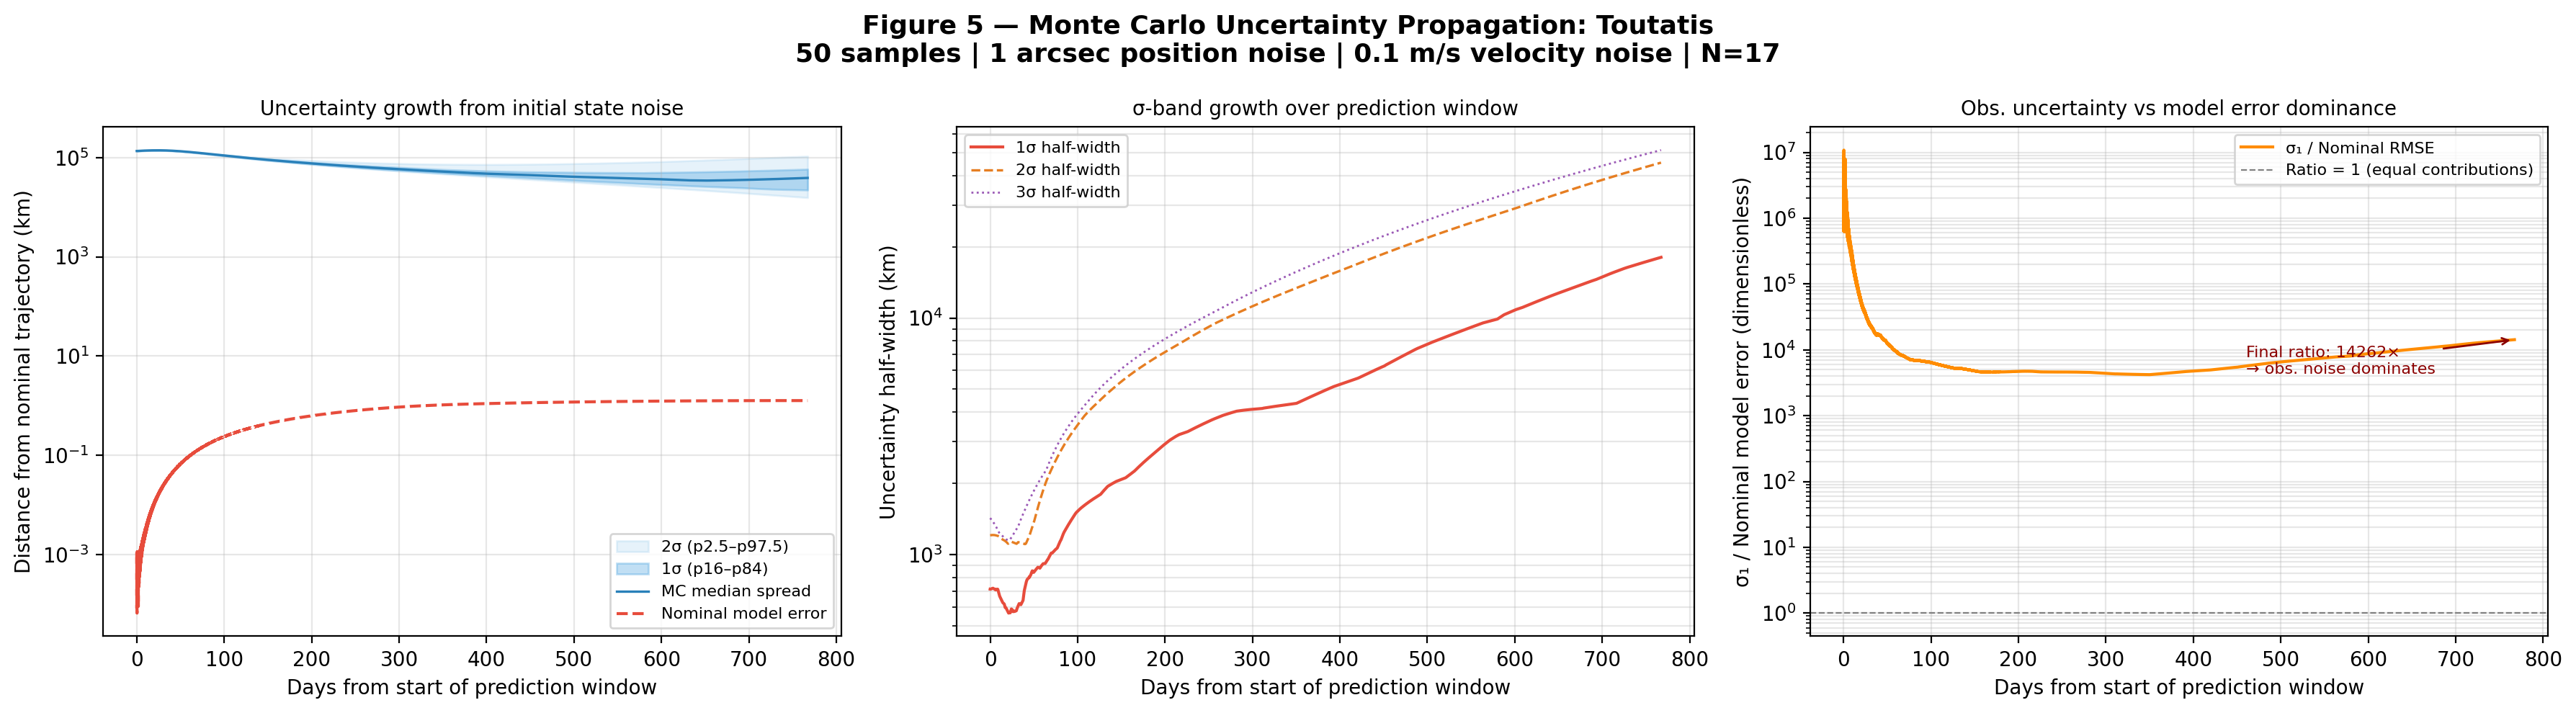 Figure 5 — Monte Carlo Uncertainty Propagation: Toutatis
50 samples | 1 arcsec position noise | 0.1 m/s velocity noise | N=17
Uncertainty growth from initial state noise
Distance from nominal trajectory (km)
10⁵
10³
10¹
10⁻¹
10⁻³
2σ (p2.5–p97.5)
1σ (p16–p84)
MC median spread
Nominal model error
0 100 200 300 400 500 600 700 800
Days from start of prediction window
σ-band growth over prediction window
Uncertainty half-width (km)
1σ half-width
2σ half-width
3σ half-width
10⁴
10³
0 100 200 300 400 500 600 700 800
Days from start of prediction window
Obs. uncertainty vs model error dominance
σ₁ / Nominal model error (dimensionless)
σ₁ / Nominal RMSE
Ratio = 1 (equal contributions)
10⁷
10⁶
10⁵
10⁴
10³
10²
10¹
10⁰
Final ratio: 14262×
→ obs. noise dominates
0 100 200 300 400 500 600 700 800
Days from start of prediction window